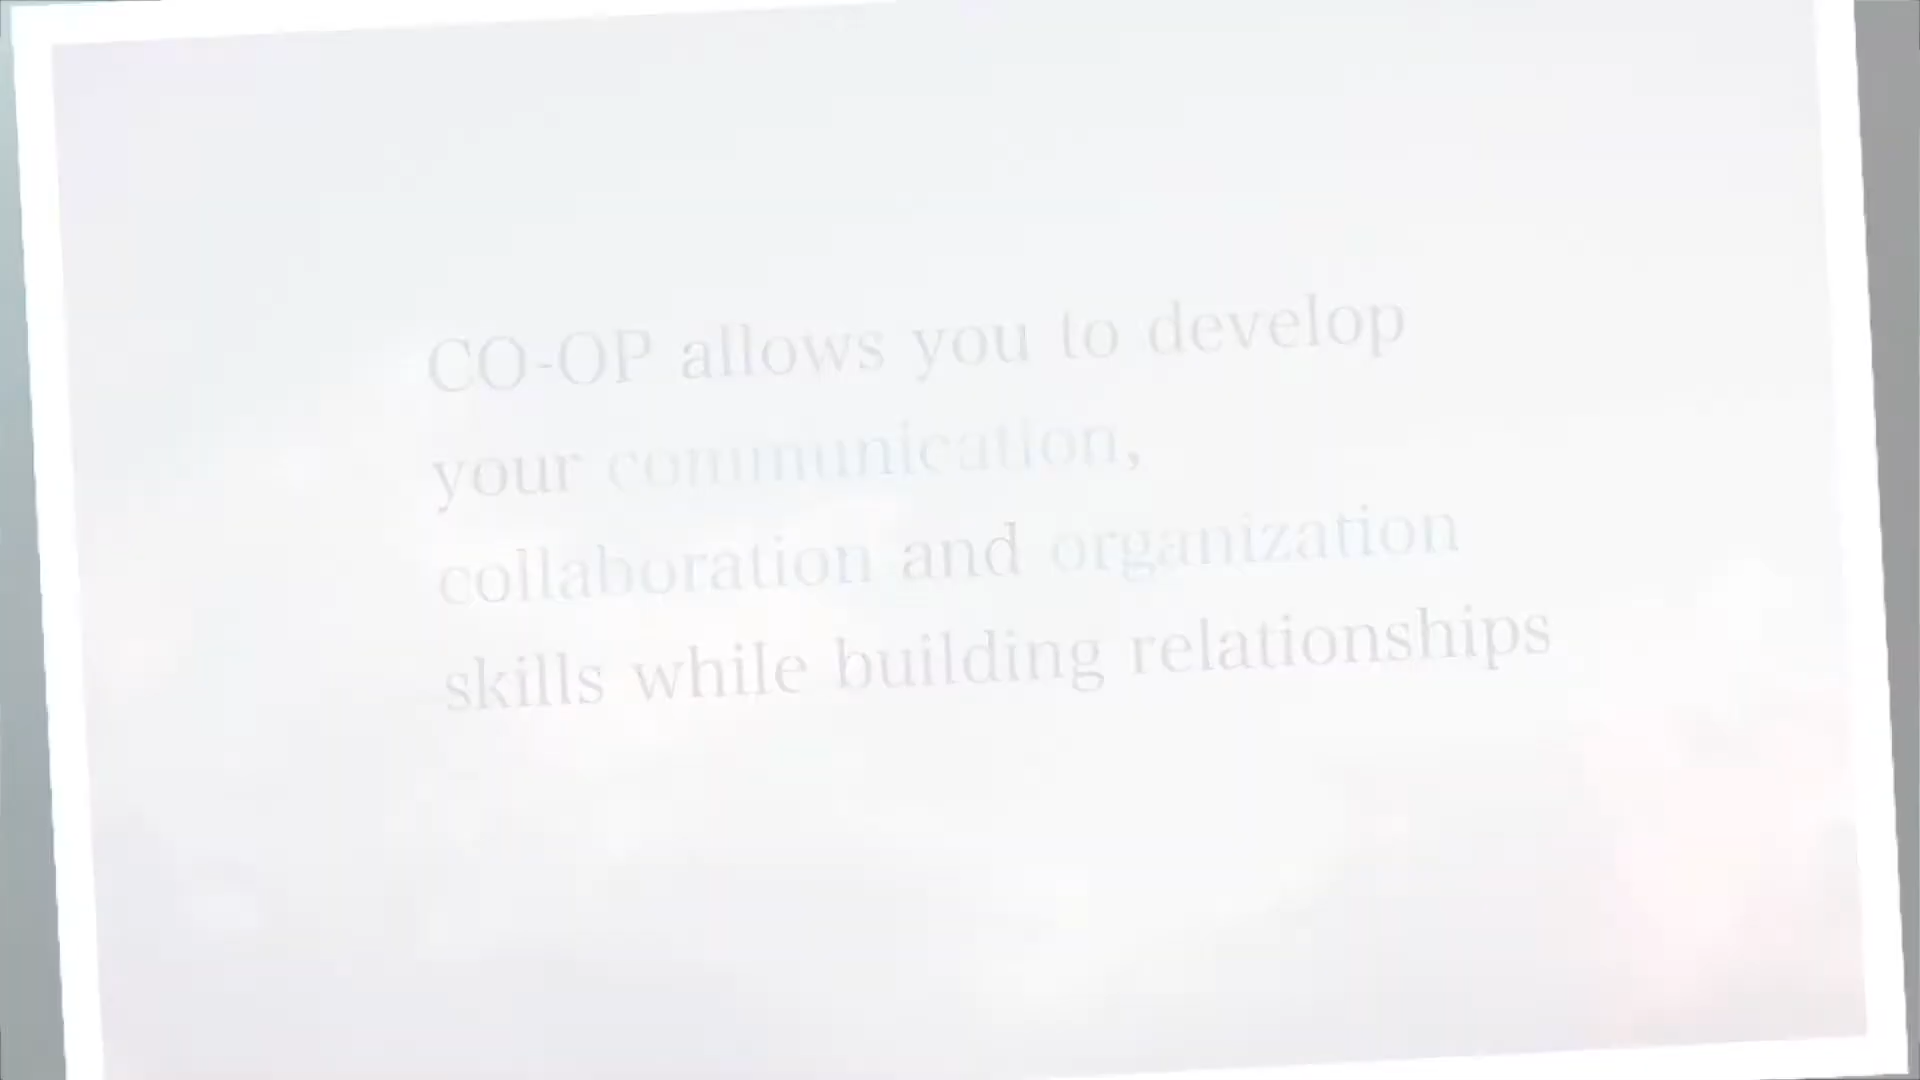 CO-OP allows you to develop
your communication,
collaboration and organization
skills while building relationships